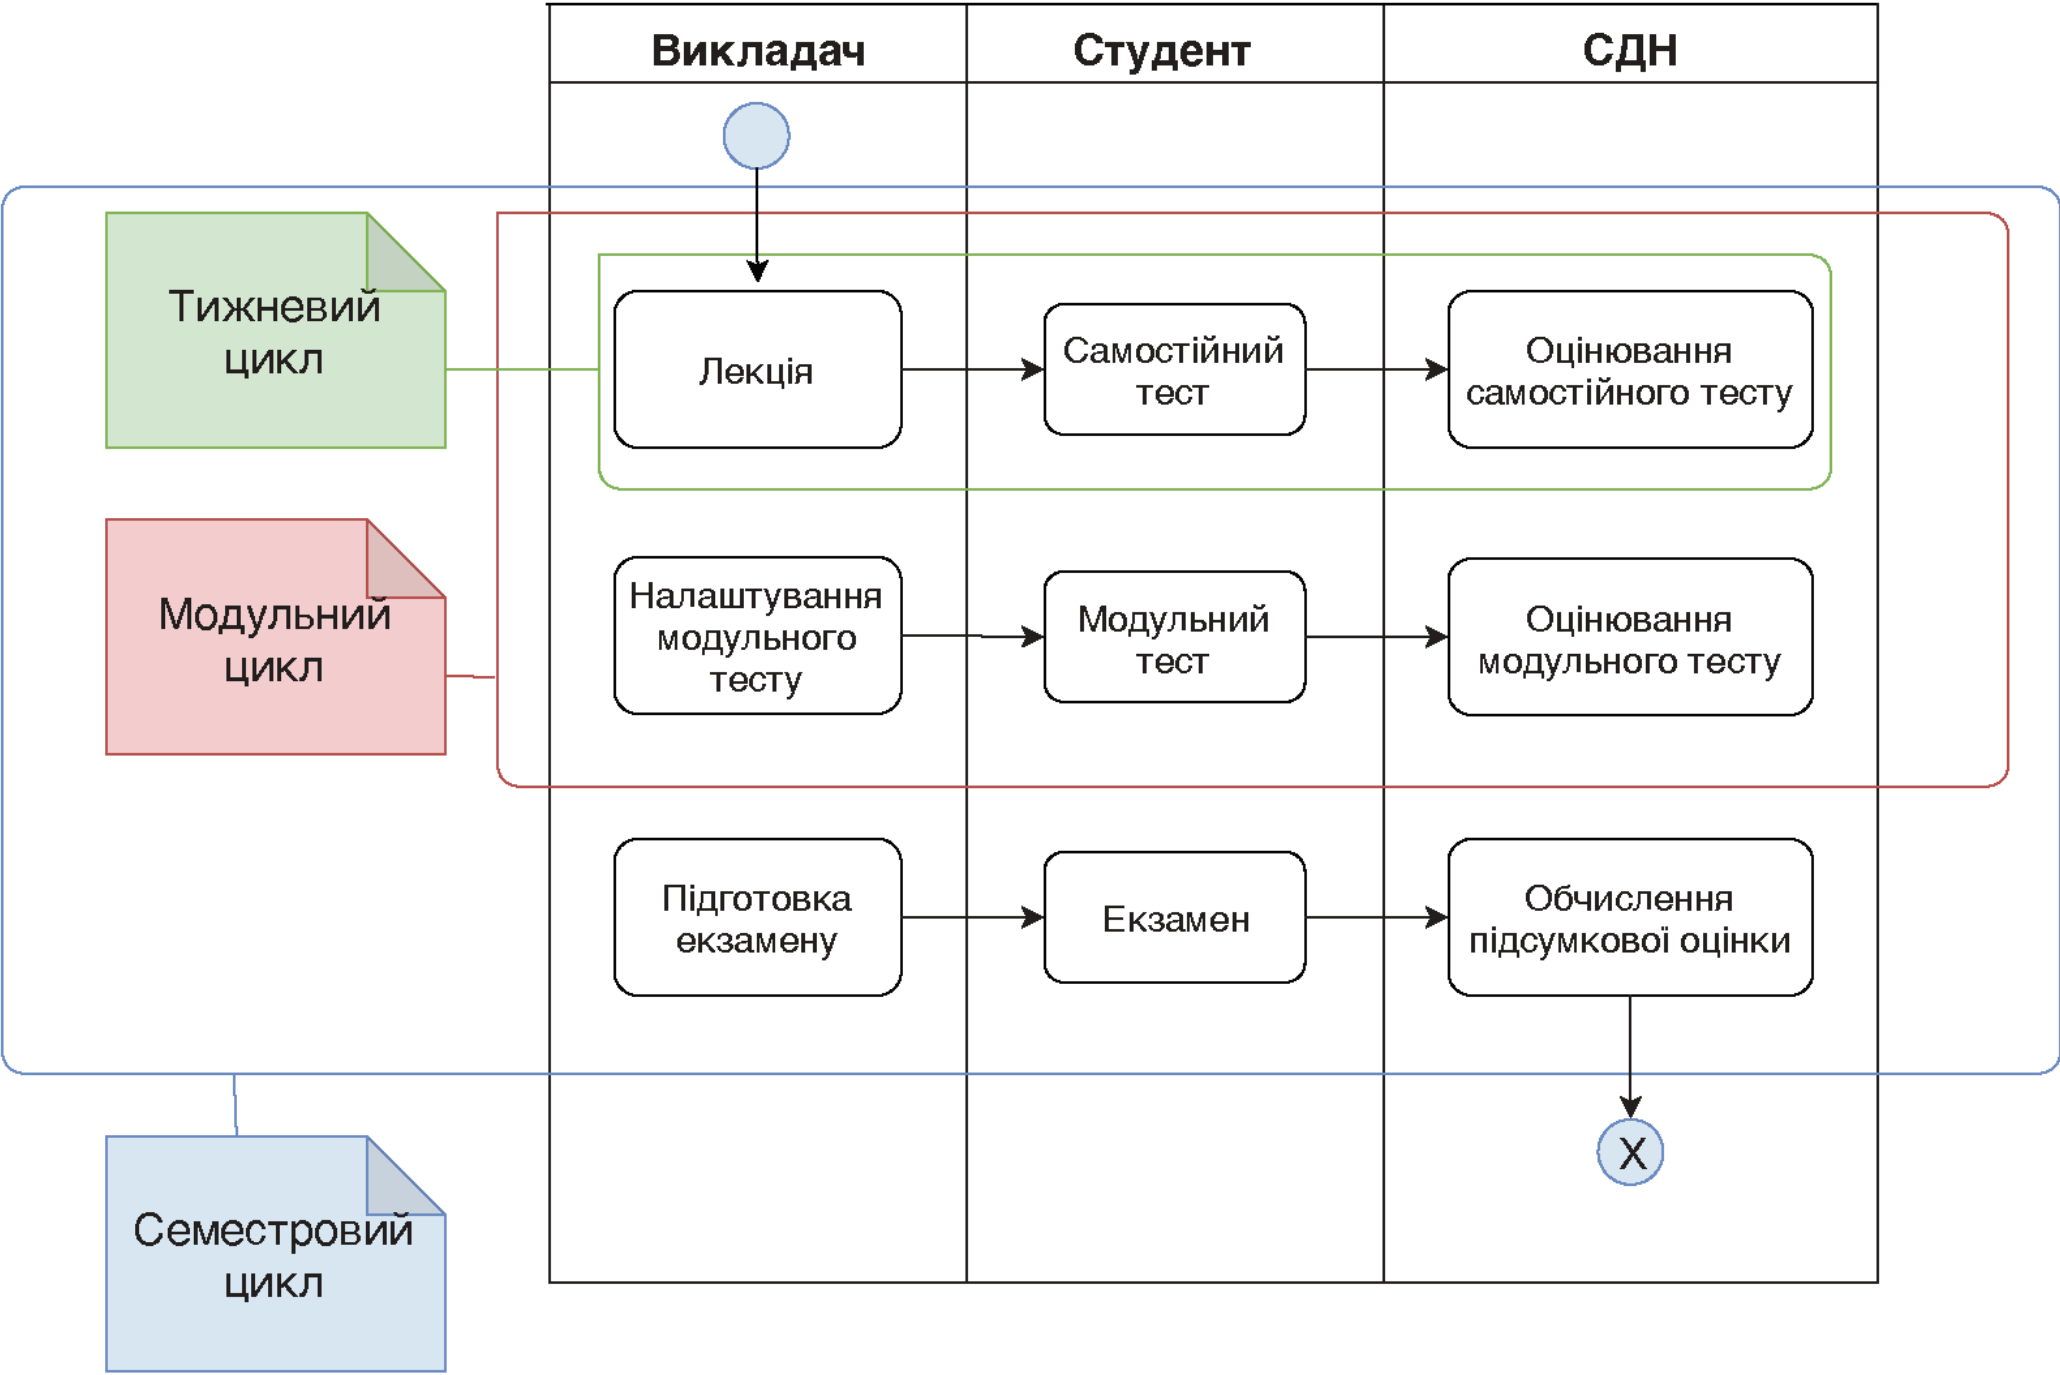 Викладач
Студент
СДН
Тижневий
цикл
Лекція
Самостійний
тест
Оцінювання
самостійного тесту
Модульний
цикл
Налаштування
модульного
тесту
Модульний
тест
Оцінювання
модульного тесту
Підготовка
екзамену
Екзамен
Обчислення
підсумкової оцінки
X
Семестровий
цикл